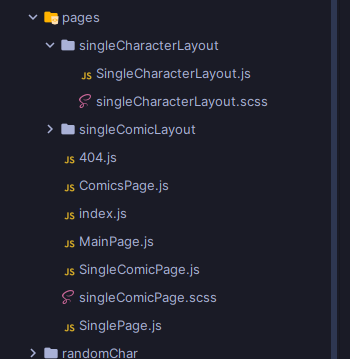 pages
singleCharacterLayout
JS SingleCharacterLayout.js
singleCharacterLayout.scss
singleComicLayout
JS 404.js
JS ComicsPage.js
JS index.js
JS MainPage.js
JS SingleComicPage.js
singleComicPage.scss
JS SinglePage.js
randomChar